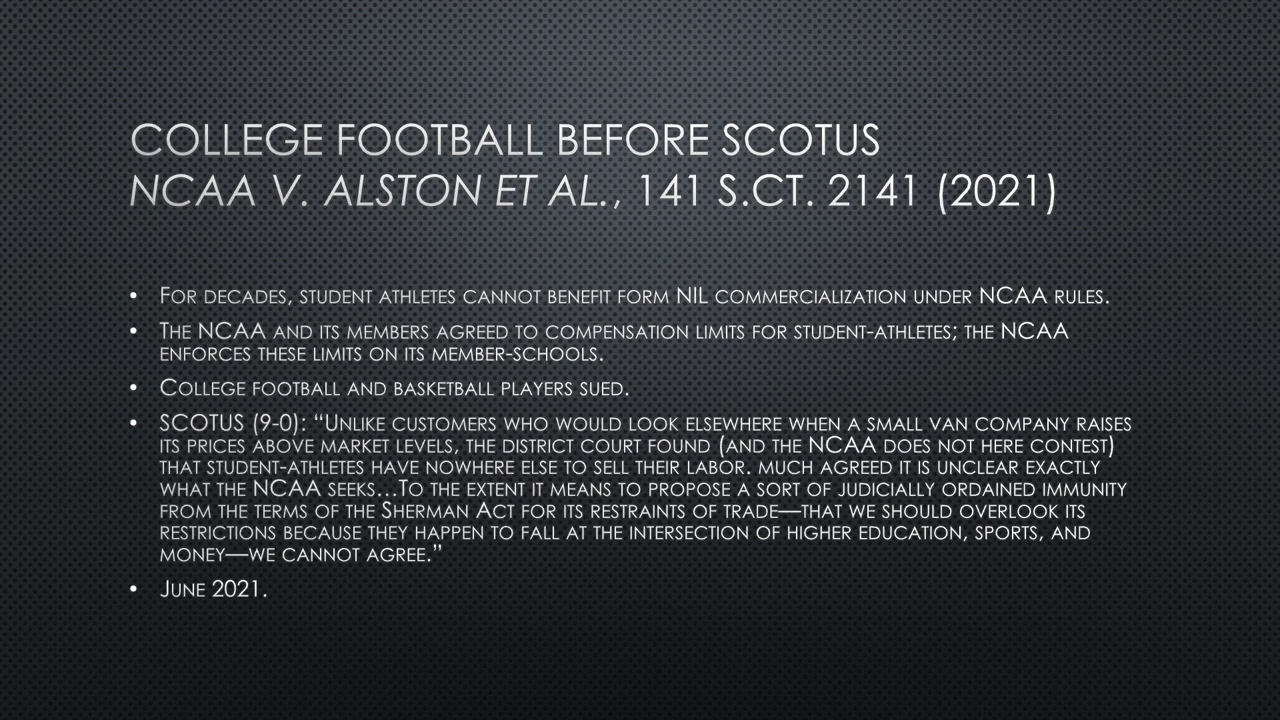 COLLEGE FOOTBALL BEFORE SCOTUS
NCAA V. ALSTON ET AL., 141 S.CT. 2141 (2021)
• FOR DECADES, STUDENT ATHLETES CANNOT BENEFIT FORM NIL COMMERCIALIZATION UNDER NCAA RULES.
• THE NCAA AND ITS MEMBERS AGREED TO COMPENSATION LIMITS FOR STUDENT-ATHLETES; THE NCAA
ENFORCES THESE LIMITS ON ITS MEMBER-SCHOOLS.
• COLLEGE FOOTBALL AND BASKETBALL PLAYERS SUED.
• SCOTUS (9-0): “UNLIKE CUSTOMERS WHO WOULD LOOK ELSEWHERE WHEN A SMALL VAN COMPANY RAISES
ITS PRICES ABOVE MARKET LEVELS, THE DISTRICT COURT FOUND (AND THE NCAA DOES NOT HERE CONTEST)
THAT STUDENT-ATHLETES HAVE NOWHERE ELSE TO SELL THEIR LABOR. MUCH AGREED IT IS UNCLEAR EXACTLY
WHAT THE NCAA SEEKS…TO THE EXTENT IT MEANS TO PROPOSE A SORT OF JUDICIALLY ORDAINED IMMUNITY
FROM THE TERMS OF THE SHERMAN ACT FOR ITS RESTRAINTS OF TRADE—THAT WE SHOULD OVERLOOK ITS
RESTRICTIONS BECAUSE THEY HAPPEN TO FALL AT THE INTERSECTION OF HIGHER EDUCATION, SPORTS, AND
MONEY—WE CANNOT AGREE.”
• JUNE 2021.